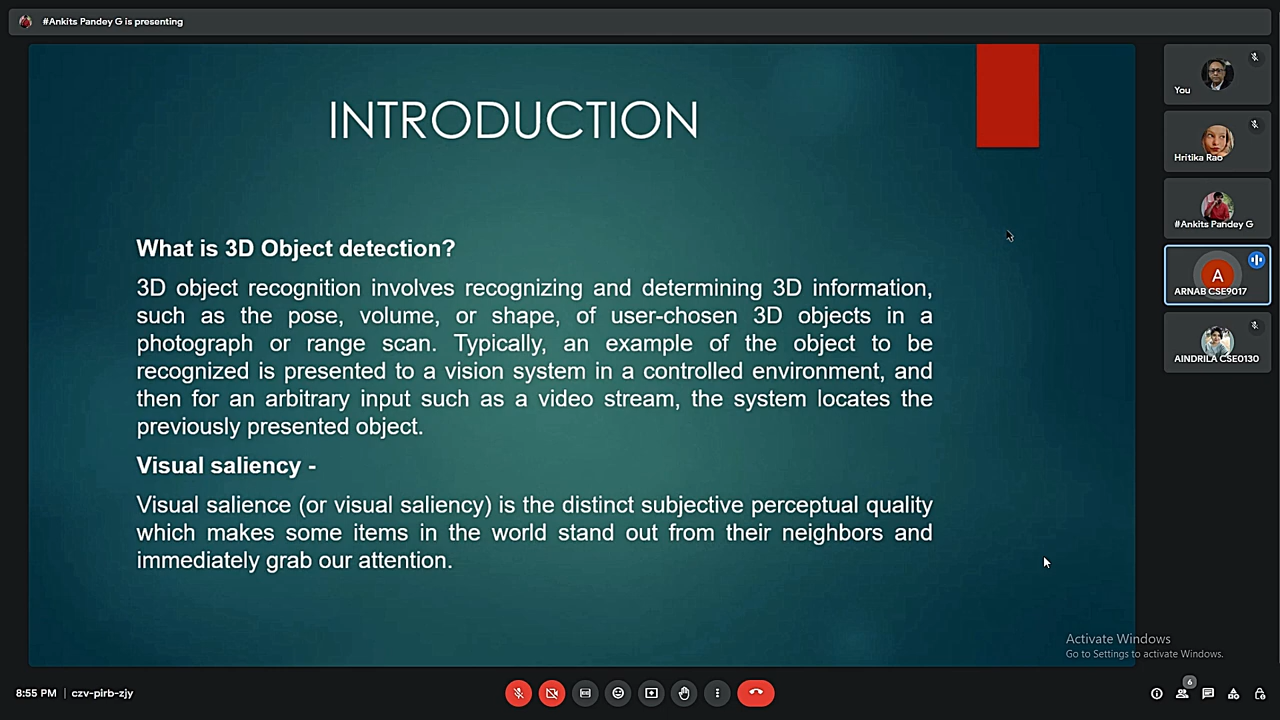 #Ankits Pandey G is presenting
INTRODUCTION
What is 3D Object detection?
3D object recognition involves recognizing and determining 3D information,
such as the pose, volume, or shape, of user-chosen 3D objects in a
photograph or range scan. Typically, an example of the object to be
recognized is presented to a vision system in a controlled environment, and
then for an arbitrary input such as a video stream, the system locates the
previously presented object.
Visual saliency -
Visual salience (or visual saliency) is the distinct subjective perceptual quality
which makes some items in the world stand out from their neighbors and
immediately grab our attention.
You
Hritika Rao
#Ankits Pandey G
A
ARNAB CSE9017
AINDRILA CSE0130
Activate Windows
Go to Settings to activate Windows.
8:55 PM | czv-pirb-zjy
6